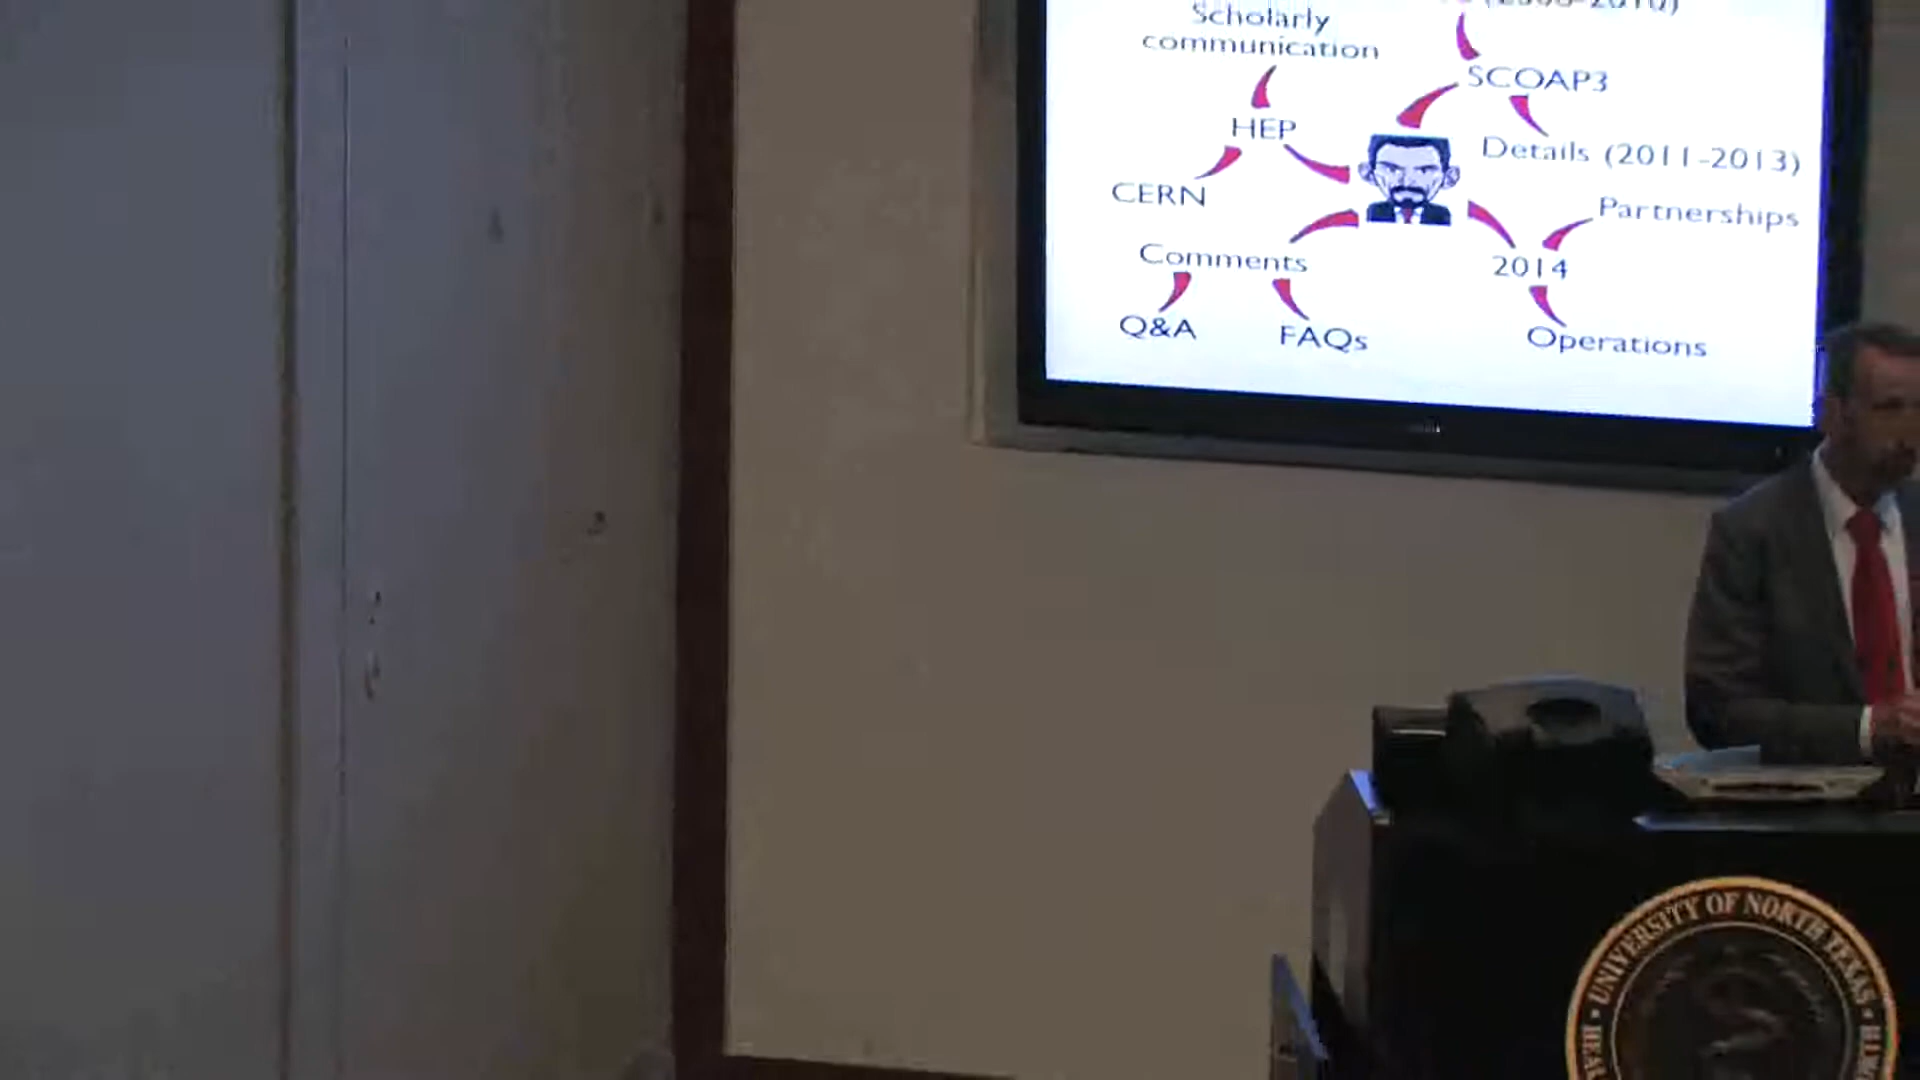 Scholarly
communication
SCOAP3
HEP
Details (2011-2013)
CERN
Partnerships
Comments
2014
Q&A
FAQs
Operations
UNIVERSITY OF NORTH TEXAS